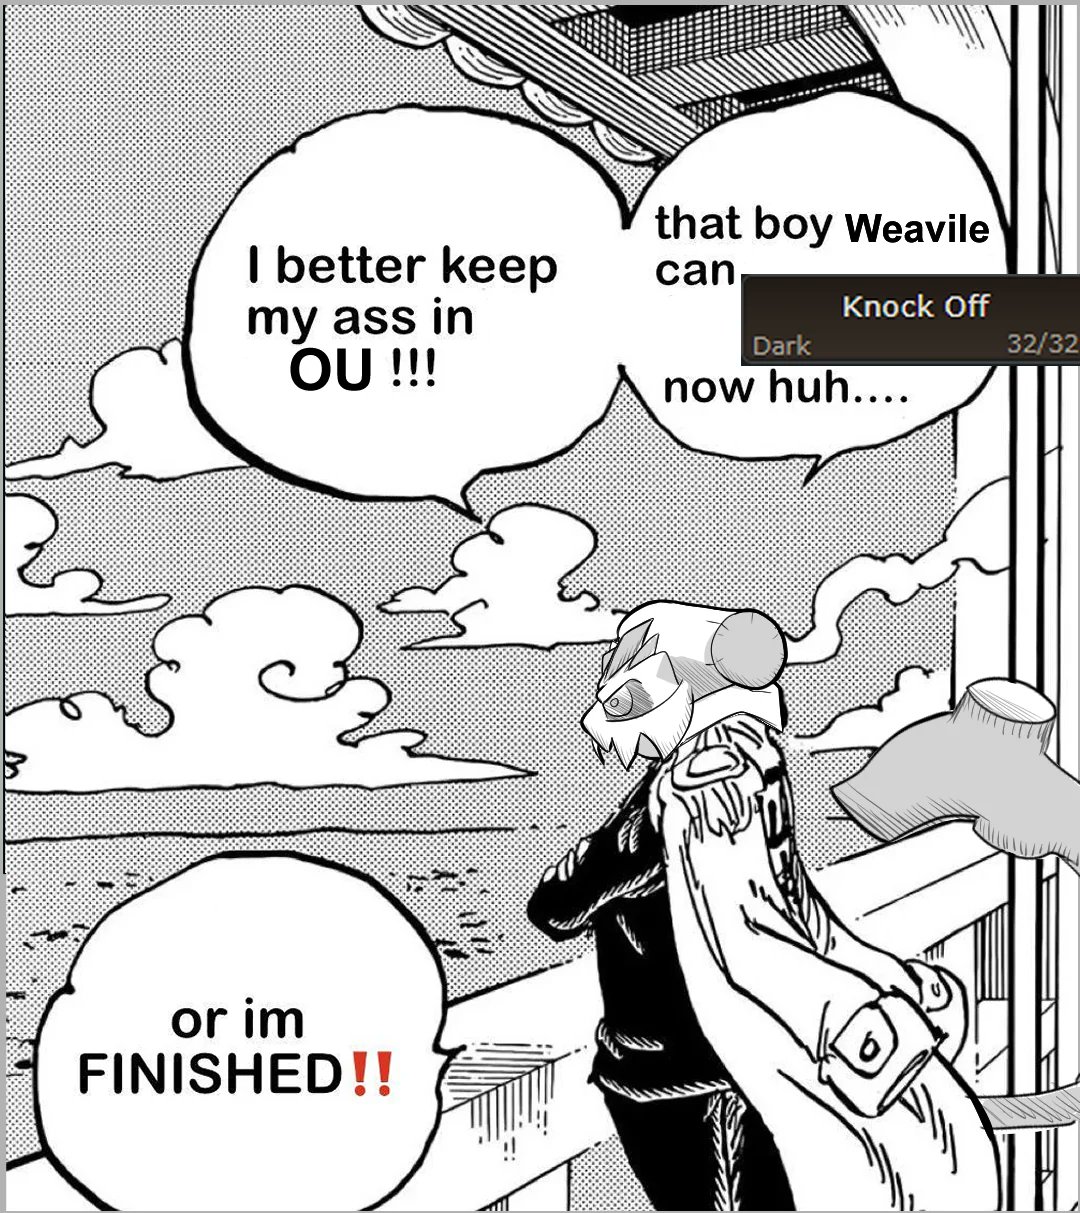 I better keep
my ass in
OU !!!
that boy Weavile
can
Knock Off
Dark 32/32
now huh....
or im
FINISHED‼️